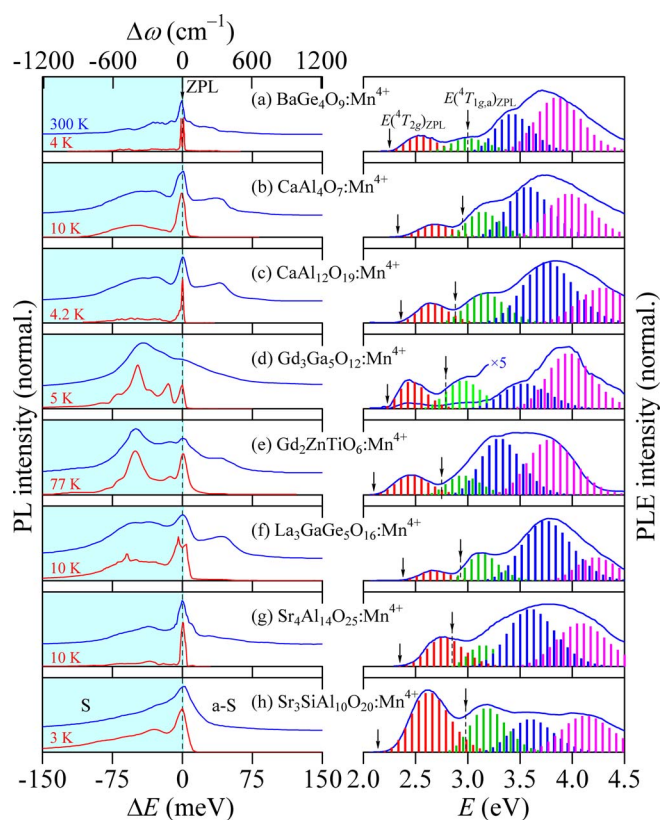 Δω (cm⁻¹)
-1200 -600 0 600 1200
ZPL
(a) BaGe₄O₉:Mn⁴⁺
300 K
4 K
E(⁴T₂g)ZPL
E(⁴T₁g,a)ZPL
(b) CaAl₄O₇:Mn⁴⁺
10 K
(c) CaAl₁₂O₁₉:Mn⁴⁺
4.2 K
(d) Gd₃Ga₅O₁₂:Mn⁴⁺
×5
5 K
(e) Gd₂ZnTiO₆:Mn⁴⁺
77 K
(f) La₃GaGe₅O₁₆:Mn⁴⁺
10 K
(g) Sr₄Al₁₄O₂₅:Mn⁴⁺
10 K
(h) Sr₃SiAl₁₀O₂₀:Mn⁴⁺
S
a-S
3 K
-150 -75 0 75 150
ΔE (meV)
2.0 2.5 3.0 3.5 4.0 4.5
E (eV)
PL intensity (normal.)
PLE intensity (normal.)